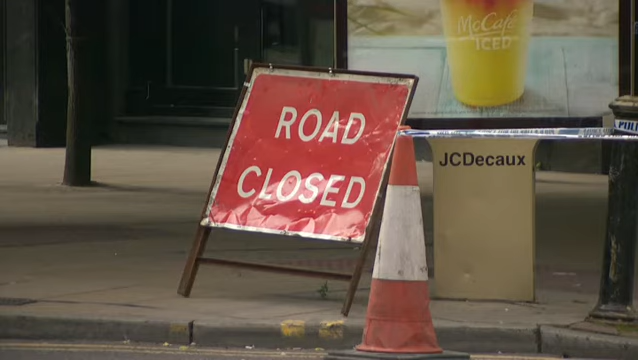 McCafé
ICED
ROAD
CLOSED
JCDecaux